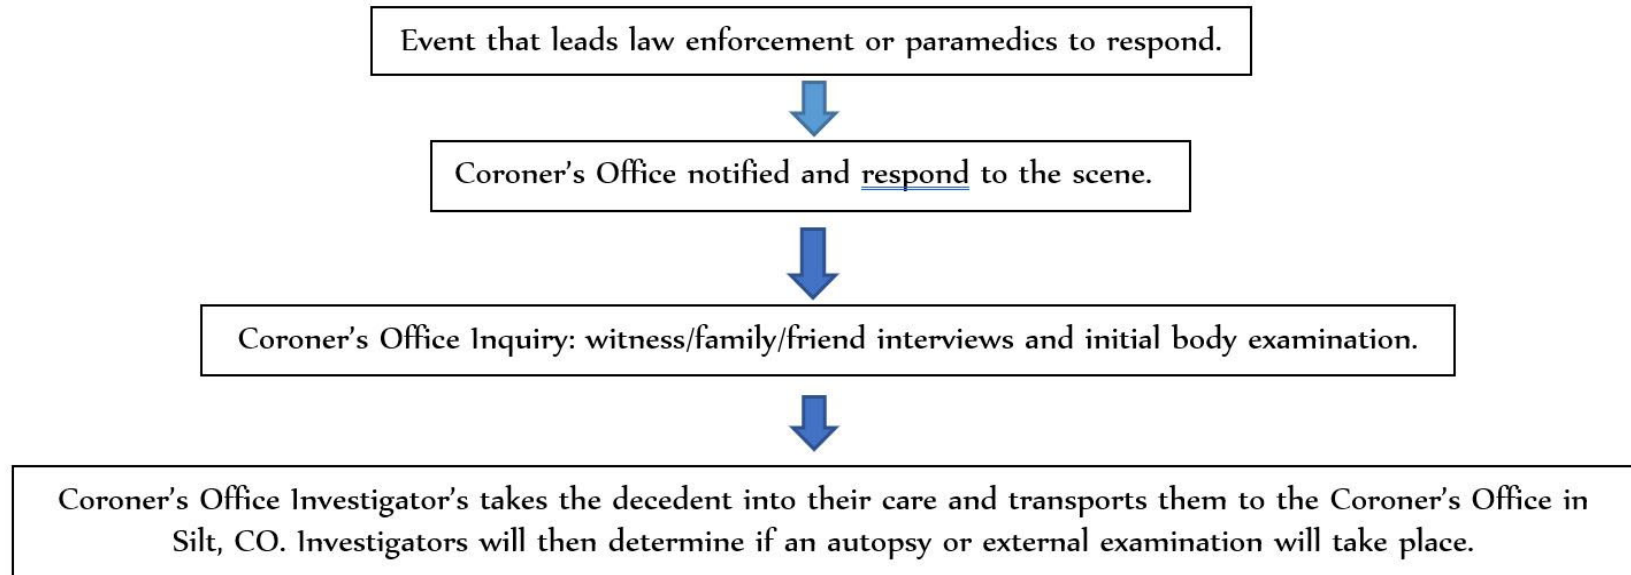 Event that leads law enforcement or paramedics to respond.
Coroner's Office notified and respond to the scene.
Coroner's Office Inquiry: witness/family/friend interviews and initial body examination.
Coroner's Office Investigator's takes the decedent into their care and transports them to the Coroner's Office in
Silt, CO. Investigators will then determine if an autopsy or external examination will take place.